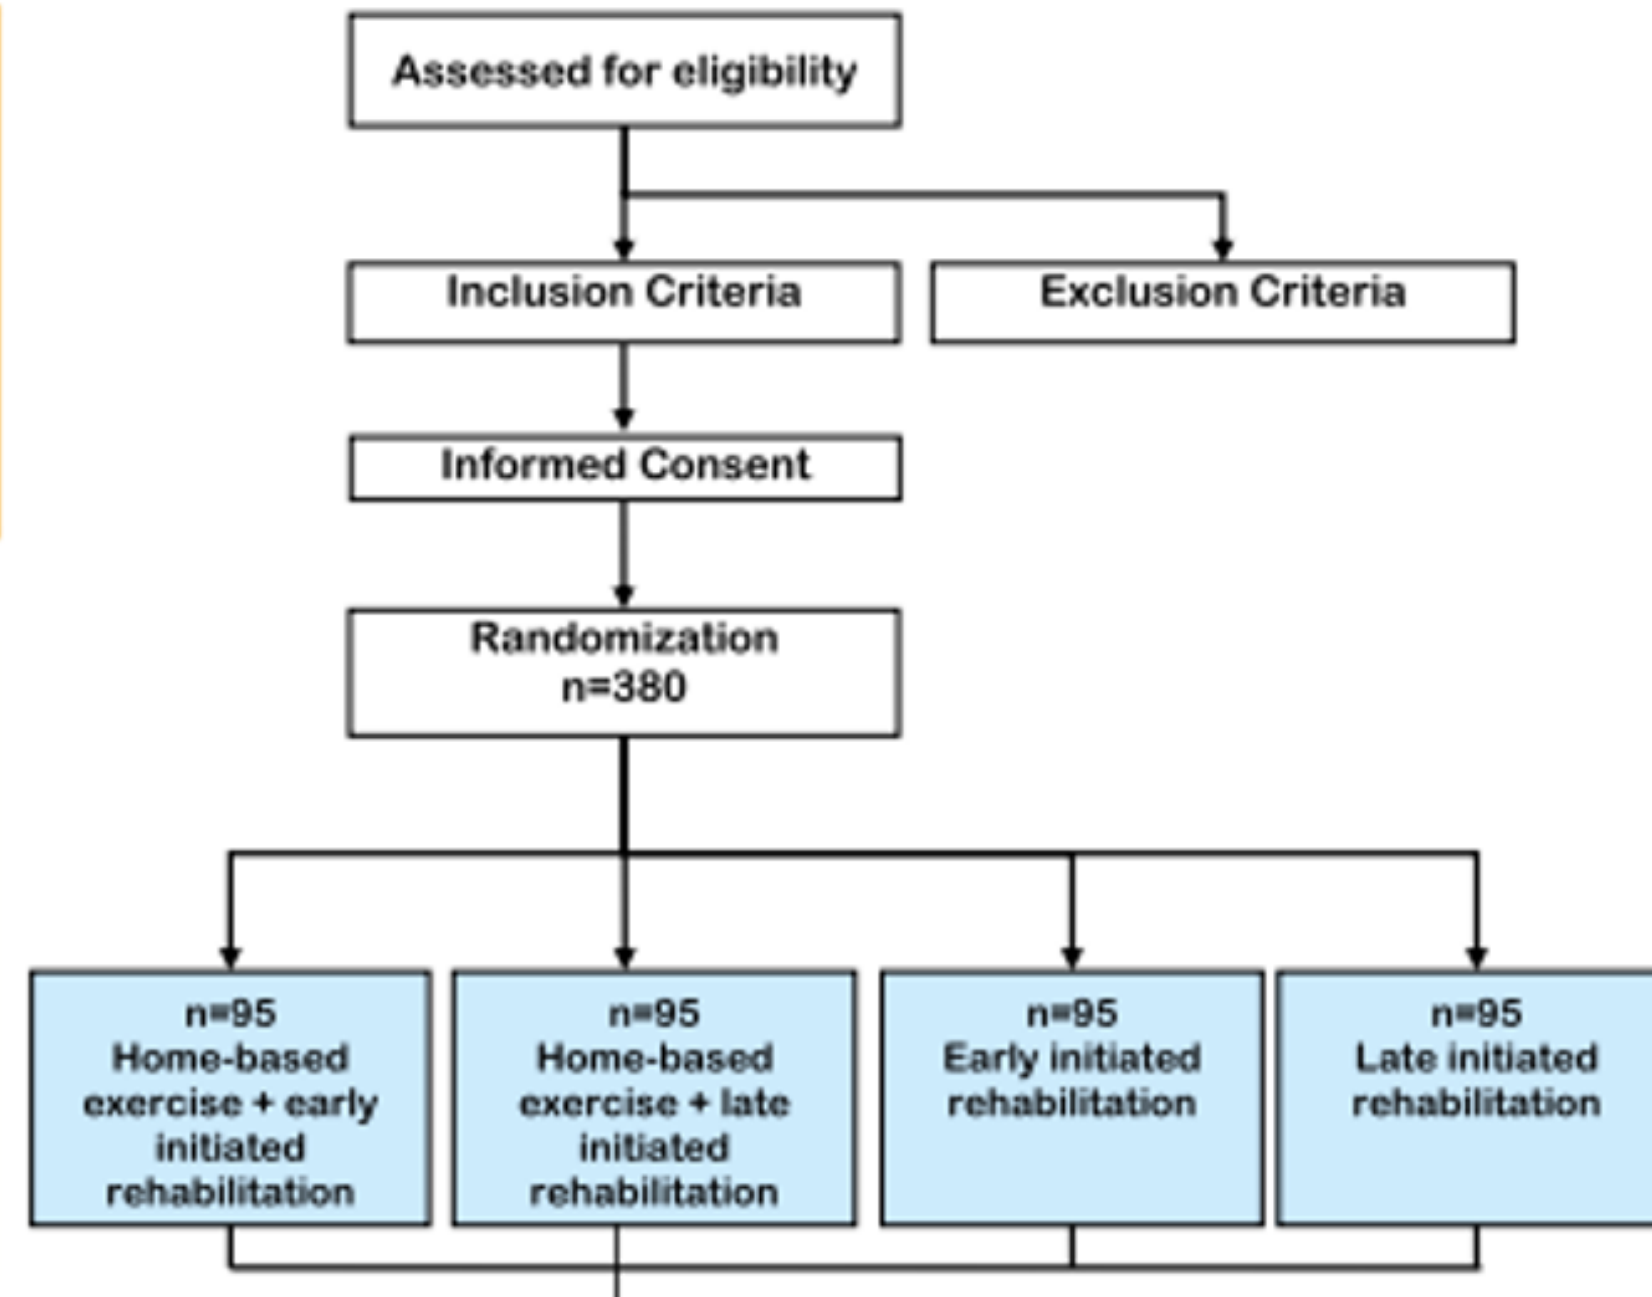 Assessed for eligibility
Inclusion Criteria
Exclusion Criteria
Informed Consent
Randomization
n=380
n=95
Home-based
exercise + early
initiated
rehabilitation
n=95
Home-based
exercise + late
initiated
rehabilitation
n=95
Early initiated
rehabilitation
n=95
Late initiated
rehabilitation